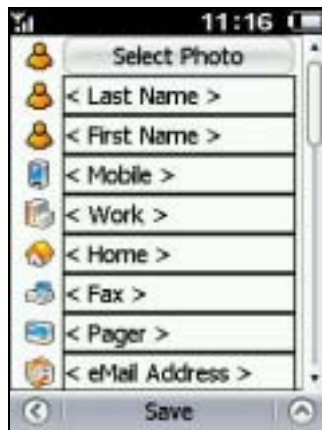 11:16
Select Photo
< Last Name >
< First Name >
< Mobile >
< Work >
< Home >
< Fax >
< Pager >
< eMail Address >
Save